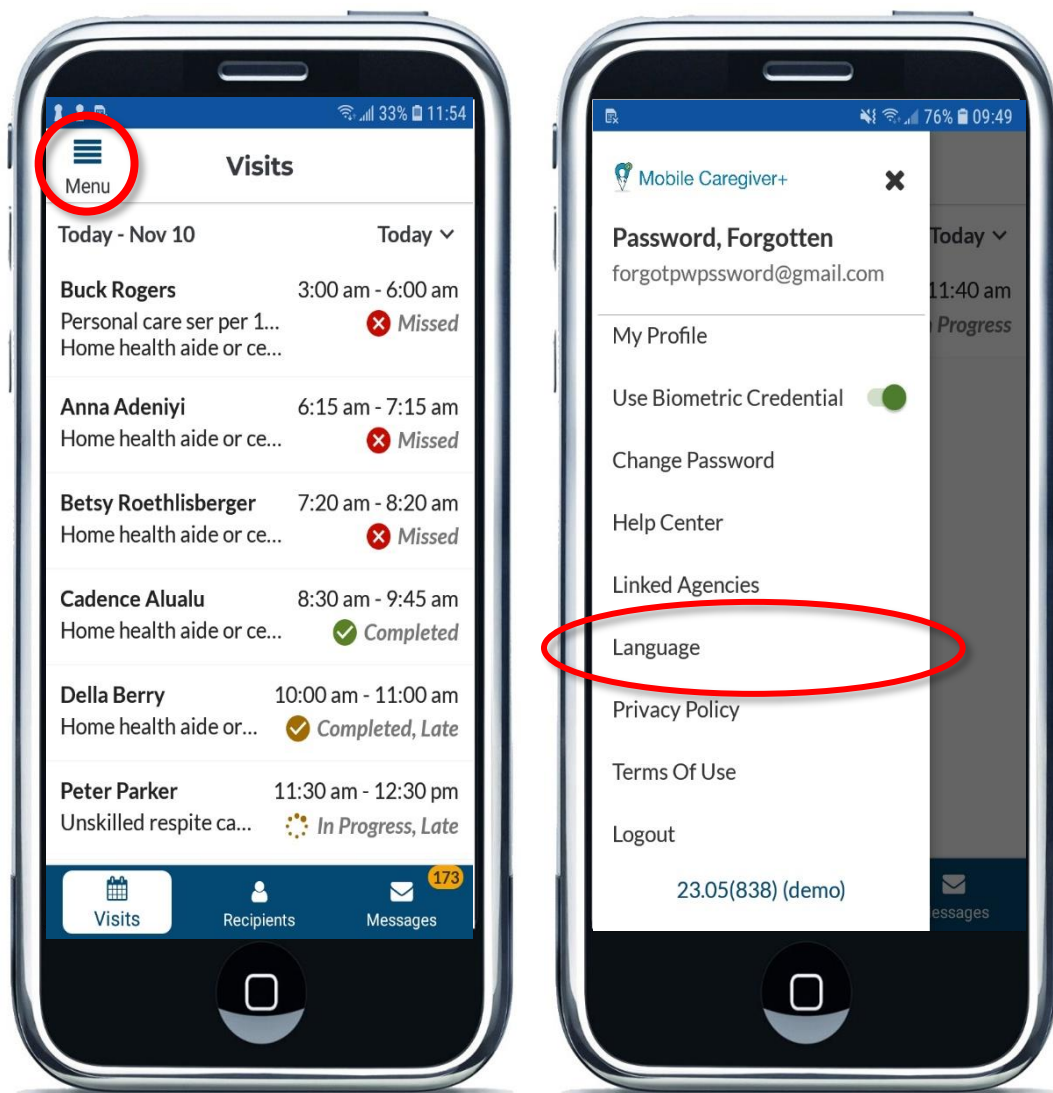 33% 11:54
Menu
Visits
Today - Nov 10 Today
Buck Rogers 3:00 am - 6:00 am
Personal care ser per 1... Missed
Home health aide or ce...
Anna Adeniyi 6:15 am - 7:15 am
Home health aide or ce... Missed
Betsy Roethlisberger 7:20 am - 8:20 am
Home health aide or ce... Missed
Cadence Alualu 8:30 am - 9:45 am
Home health aide or ce... Completed
Della Berry 10:00 am - 11:00 am
Home health aide or... Completed, Late
Peter Parker 11:30 am - 12:30 pm
Unskilled respite ca... In Progress, Late
173
Visits Recipients Messages
76% 09:49
Mobile Caregiver+
Password, Forgotten
forgotpwpssword@gmail.com
Today
11:40 am
Progress
My Profile
Use Biometric Credential
Change Password
Help Center
Linked Agencies
Language
Privacy Policy
Terms Of Use
Logout
23.05(838) (demo)
essages